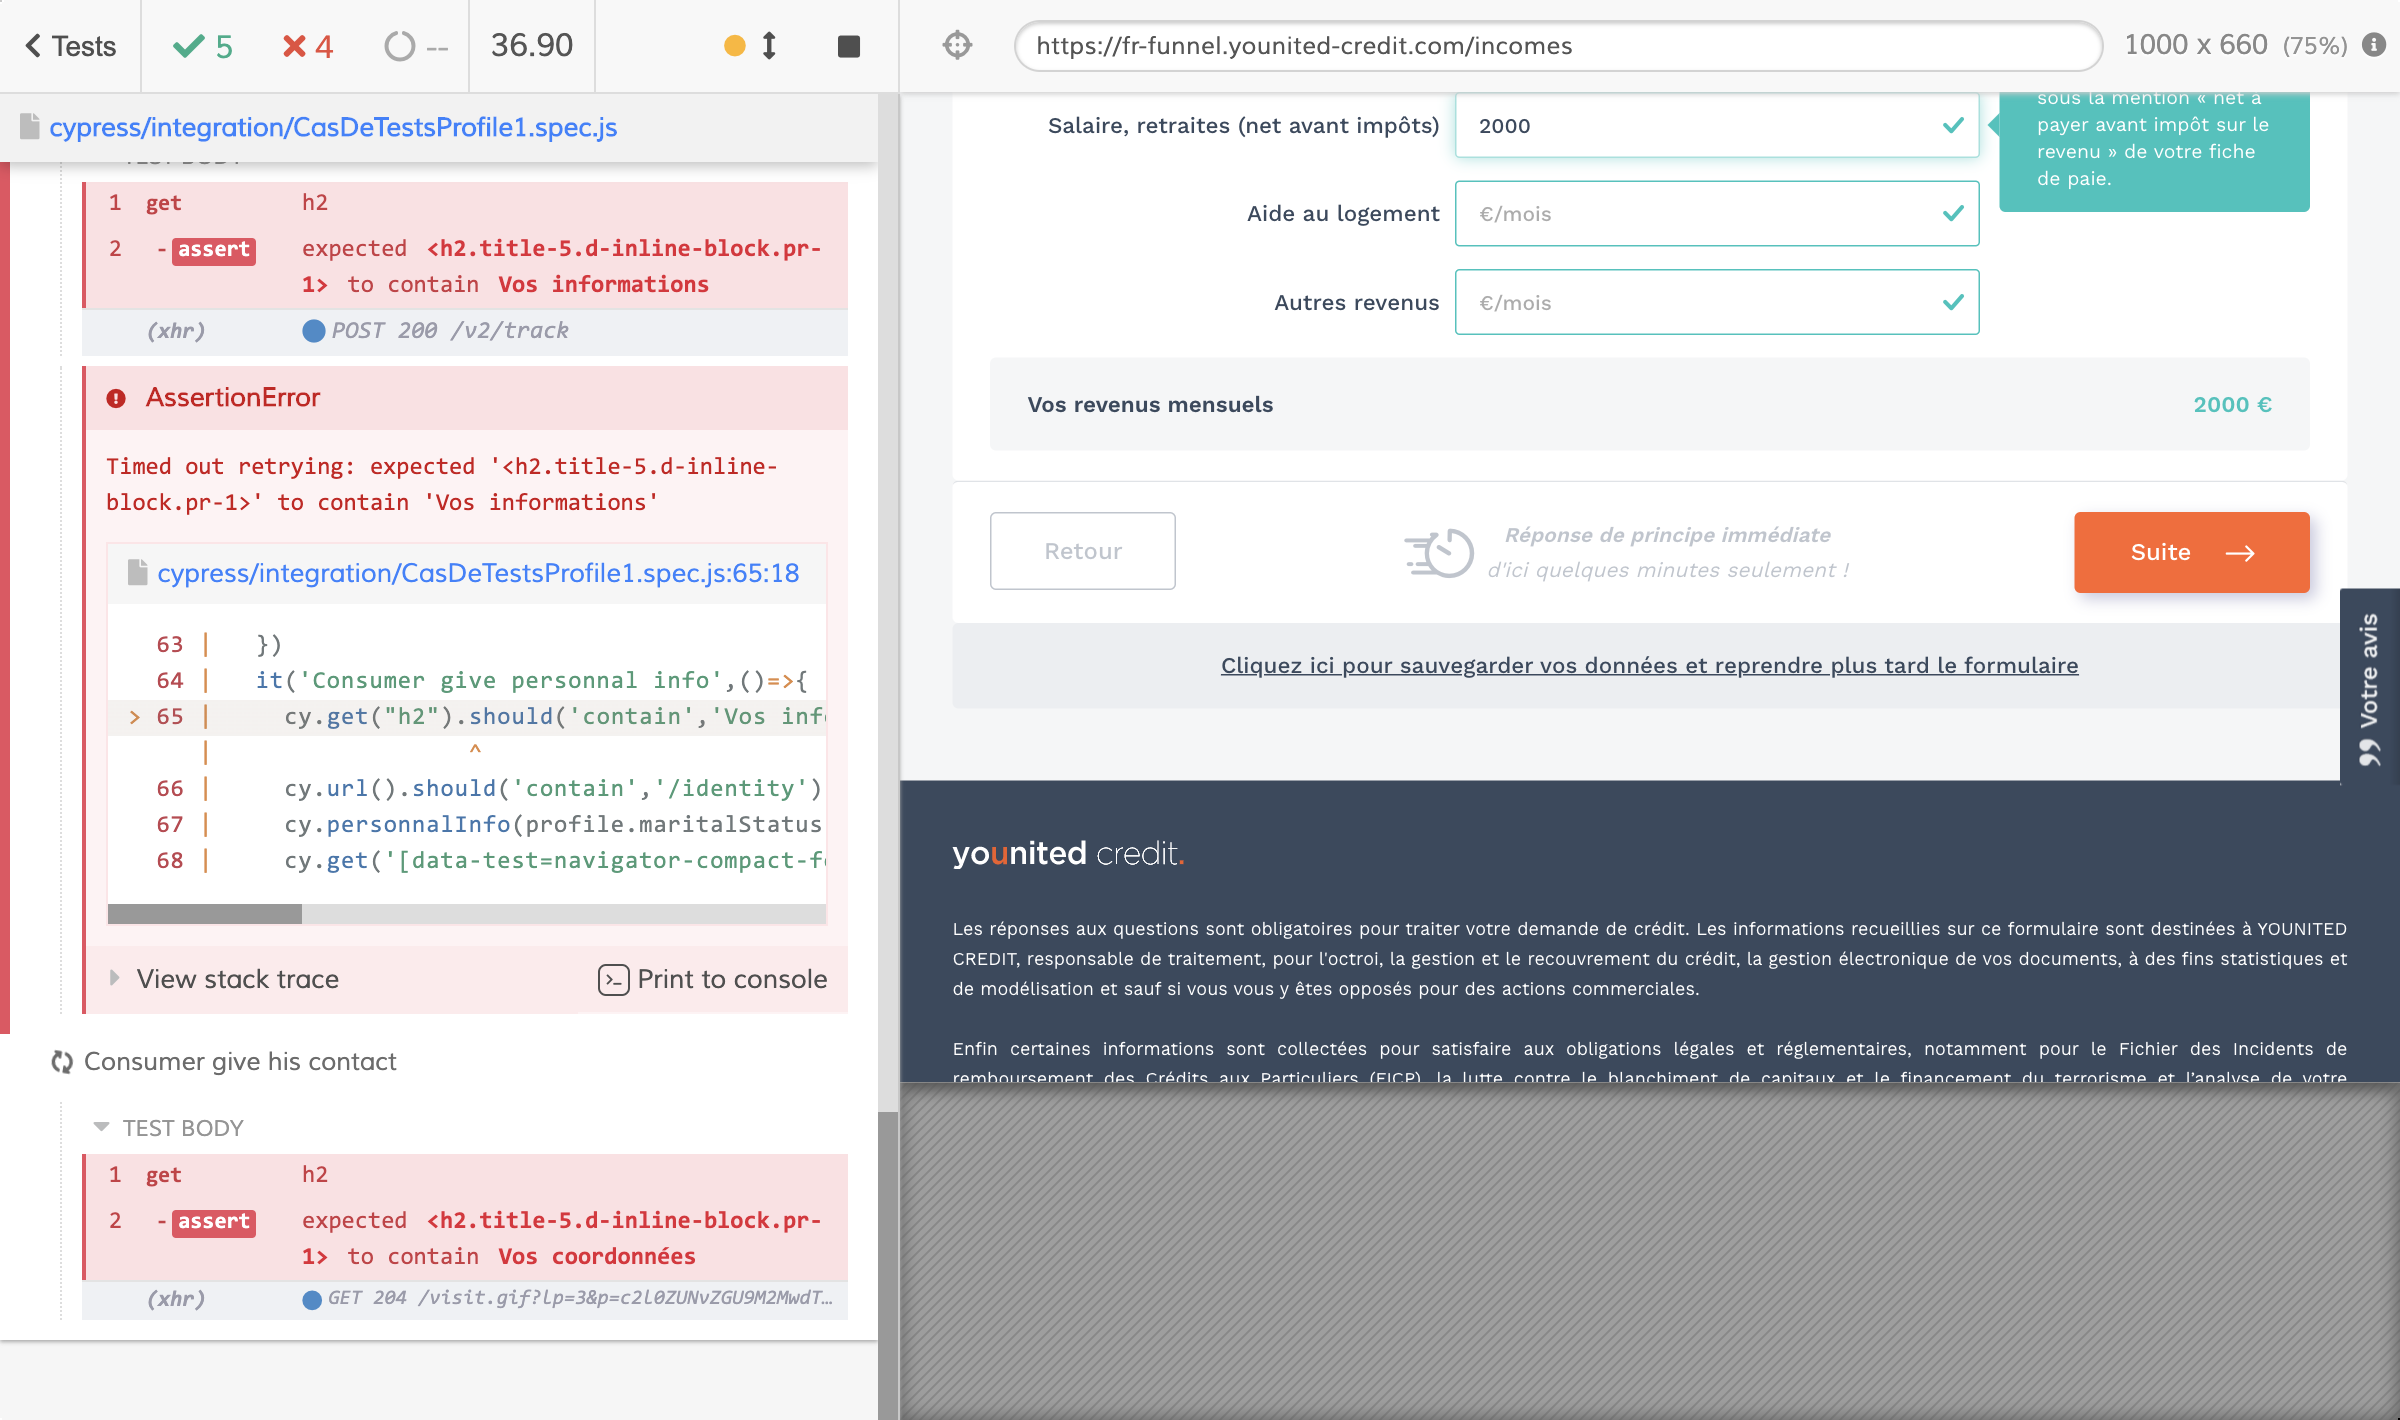 Tests
5
4
--
36.90
https://fr-funnel.younited-credit.com/incomes
1000 x 660 (75%)
cypress/integration/CasDeTestsProfile1.spec.js
TEST BODY
1 get h2
2 -assert expected <h2.title-5.d-inline-block.pr-
1> to contain Vos informations
(xhr) POST 200 /v2/track
AssertionError
Timed out retrying: expected '<h2.title-5.d-inline-
block.pr-1>' to contain 'Vos informations'
cypress/integration/CasDeTestsProfile1.spec.js:65:18
63 | })
64 | it('Consumer give personnal info',()=>{
> 65 | cy.get("h2").should('contain','Vos inf
| ^
66 | cy.url().should('contain','/identity')
67 | cy.personnalInfo(profile.maritalStatus
68 | cy.get('[data-test=navigator-compact-fo
View stack trace
Print to console
Consumer give his contact
TEST BODY
1 get h2
2 -assert expected <h2.title-5.d-inline-block.pr-
1> to contain Vos coordonnées
(xhr) GET 204 /visit.gif?lp=3&p=c2l0ZUNvZGU9M2MwdT…
Salaire, retraites (net avant impôts)
2000
sous la mention « net à
payer avant impôt sur le
revenu » de votre fiche
de paie.
Aide au logement
€/mois
Autres revenus
€/mois
Vos revenus mensuels
2000 €
Retour
Réponse de principe immédiate
d'ici quelques minutes seulement !
Suite
Votre avis
Cliquez ici pour sauvegarder vos données et reprendre plus tard le formulaire
younited credit.
Les réponses aux questions sont obligatoires pour traiter votre demande de crédit. Les informations recueillies sur ce formulaire sont destinées à YOUNITED
CREDIT, responsable de traitement, pour l'octroi, la gestion et le recouvrement du crédit, la gestion électronique de vos documents, à des fins statistiques et
de modélisation et sauf si vous vous y êtes opposés pour des actions commerciales.
Enfin certaines informations sont collectées pour satisfaire aux obligations légales et réglementaires, notamment pour le Fichier des Incidents de
remboursement des Crédits aux Particuliers (FICP), la lutte contre le blanchiment de capitaux et le financement du terrorisme et l'analyse de votre